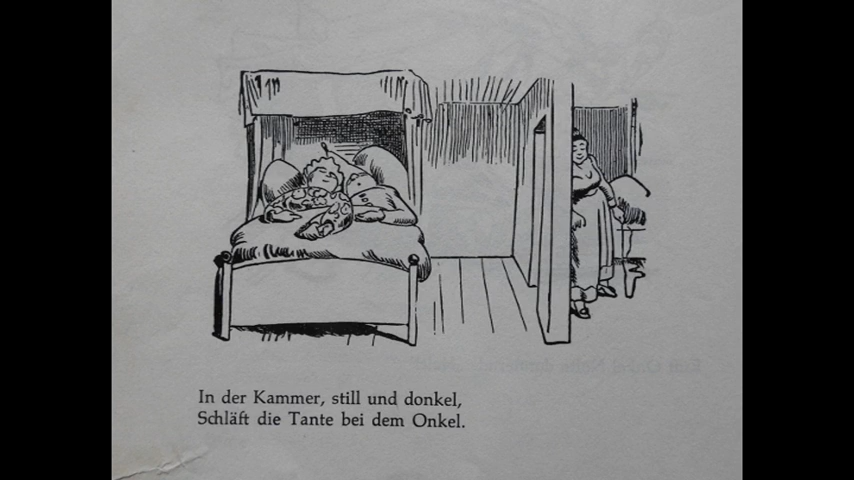 In der Kammer, still und donkel,
Schläft die Tante bei dem Onkel.